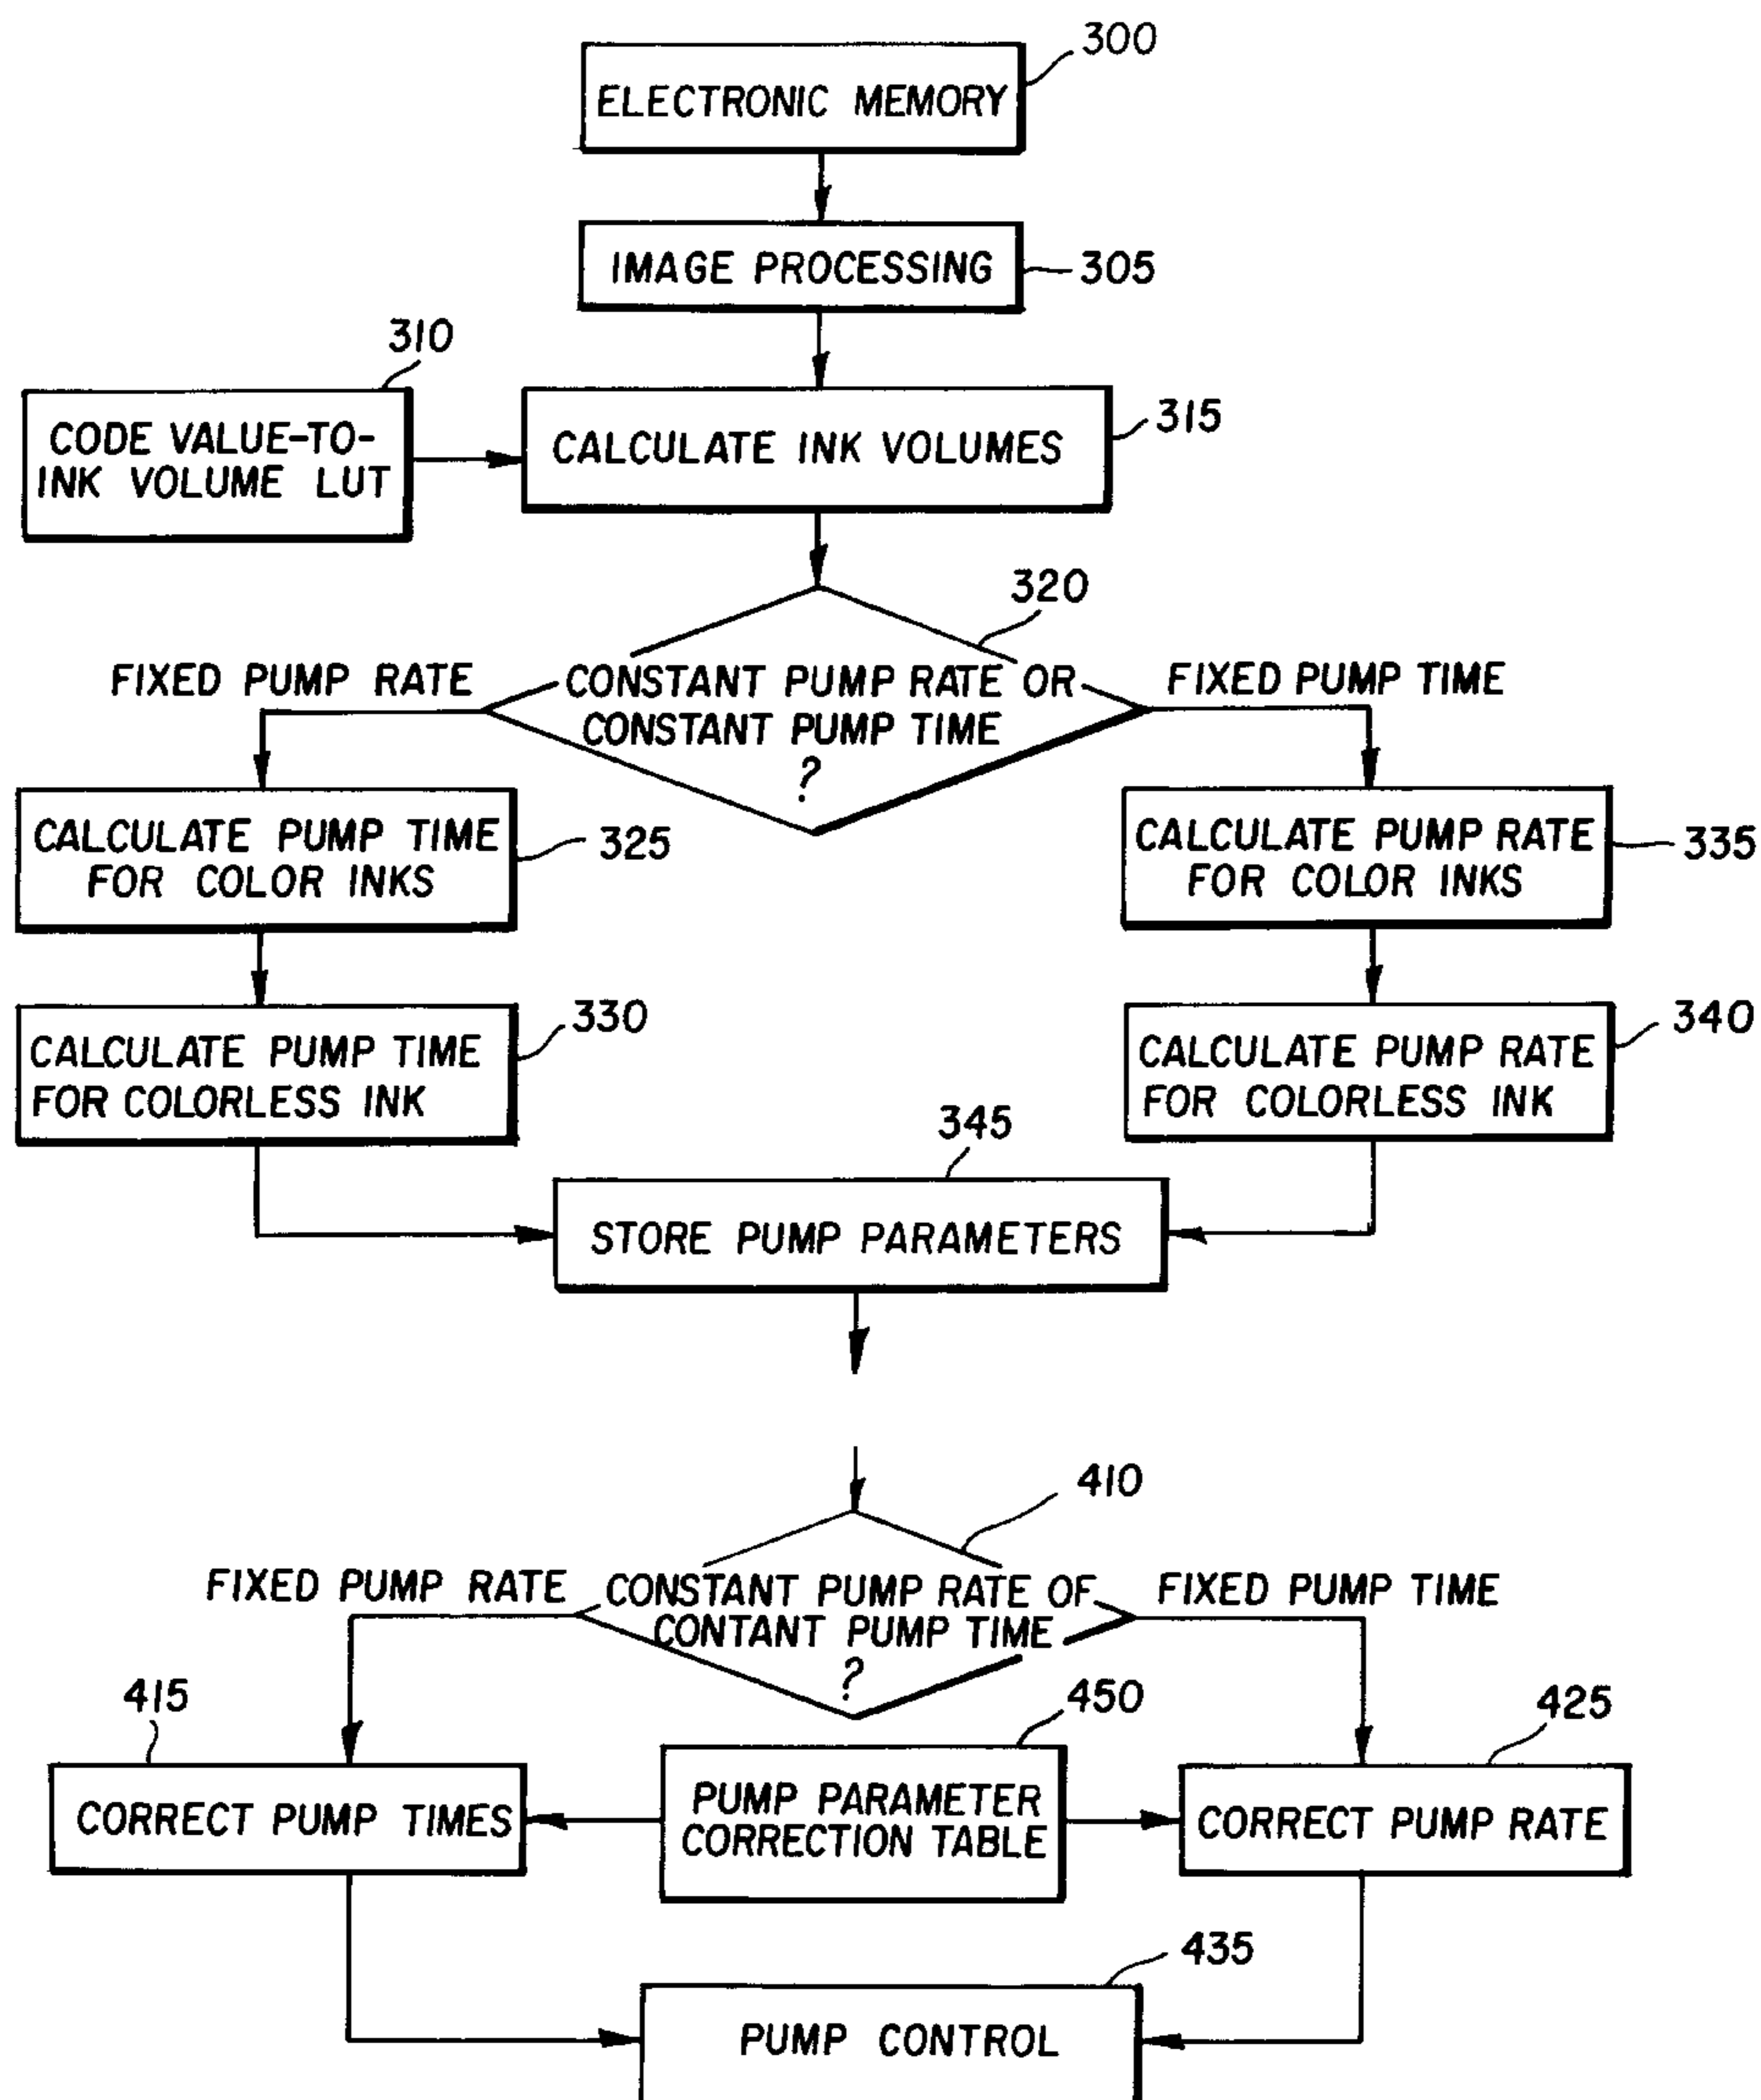 300
ELECTRONIC MEMORY
IMAGE PROCESSING
305
310
CODE VALUE-TO-
INK VOLUME LUT
CALCULATE INK VOLUMES
315
320
FIXED PUMP RATE
CONSTANT PUMP RATE OR
CONSTANT PUMP TIME
?
FIXED PUMP TIME
CALCULATE PUMP TIME
FOR COLOR INKS
325
CALCULATE PUMP RATE
FOR COLOR INKS
335
CALCULATE PUMP TIME
FOR COLORLESS INK
330
CALCULATE PUMP RATE
FOR COLORLESS INK
340
345
STORE PUMP PARAMETERS
410
FIXED PUMP RATE
CONSTANT PUMP RATE OF
CONTANT PUMP TIME
?
FIXED PUMP TIME
415
CORRECT PUMP TIMES
450
PUMP PARAMETER
CORRECTION TABLE
425
CORRECT PUMP RATE
435
PUMP CONTROL